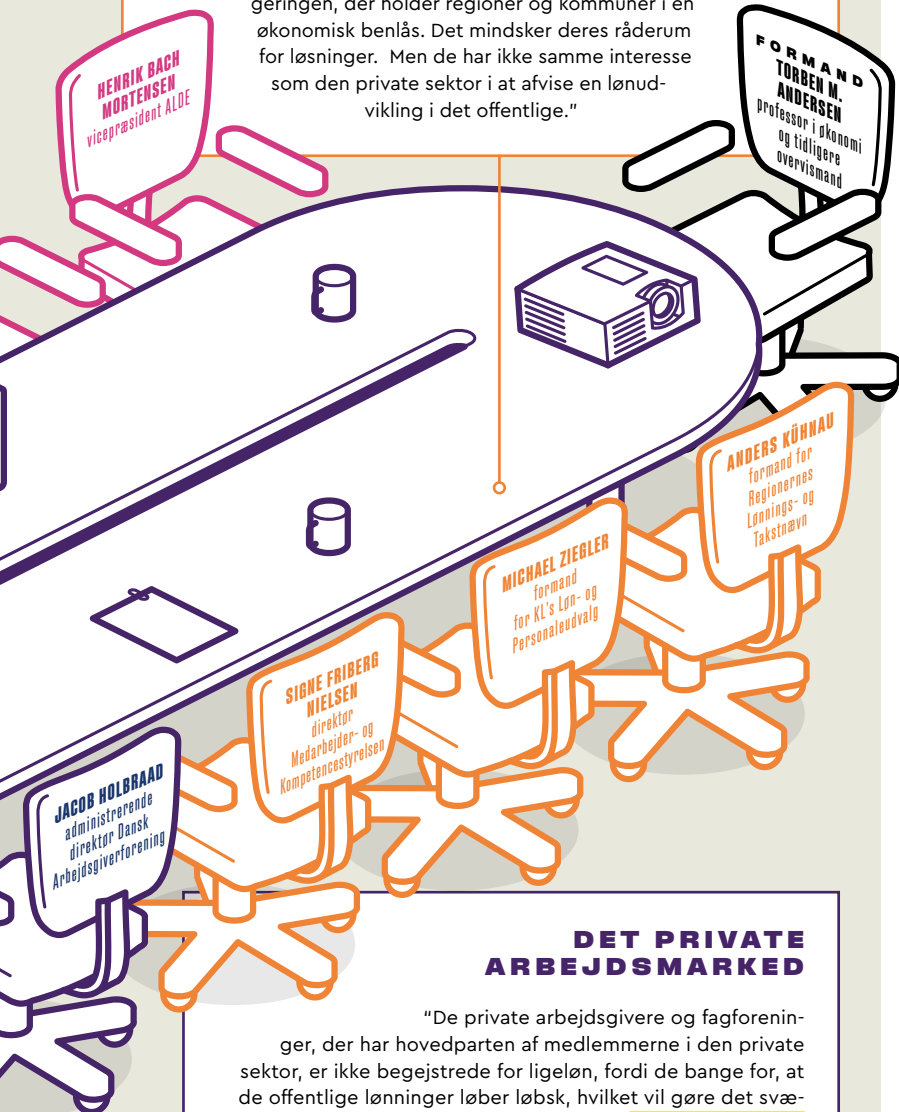 geringen, der holder regioner og kommuner i en
økonomisk benlås. Det mindsker deres råderum
for løsninger. Men de har ikke samme interesse
som den private sektor i at afvise en lønud-
vikling i det offentlige.”
HENRIK BACH
MORTENSEN
vicepræsident ALDE
FORMAND
TORBEN M.
ANDERSEN
professor i økonomi
og tidligere
overvismand
ANDERS KÜHNAU
formand for
Regionernes
Lønnings- og
Takstnævn
MICHAEL ZIEGLER
formand
for KL's Løn- og
Personaleudvalg
SIGNE FRIBERG
NIELSEN
direktør
Medarbejder- og
Kompetencestyrelsen
JACOB HOLBRAAD
administrerende
direktør Dansk
Arbejdsgiverforening
DET PRIVATE
ARBEJDSMARKED
“De private arbejdsgivere og fagforenin-
ger, der har hovedparten af medlemmerne i den private
sektor, er ikke begejstrede for ligeløn, fordi de bange for, at
de offentlige lønninger løber løbsk, hvilket vil gøre det svæ-